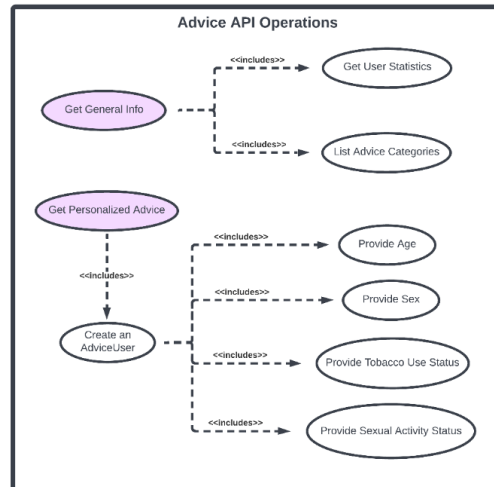 Advice API Operations
<<includes>>
Get User Statistics
Get General Info
<<includes>>
List Advice Categories
Get Personalized Advice
<<includes>>
Provide Age
<<includes>>
<<includes>>
Provide Sex
Create an
AdviceUser
<<includes>>
Provide Tobacco Use Status
<<includes>>
Provide Sexual Activity Status